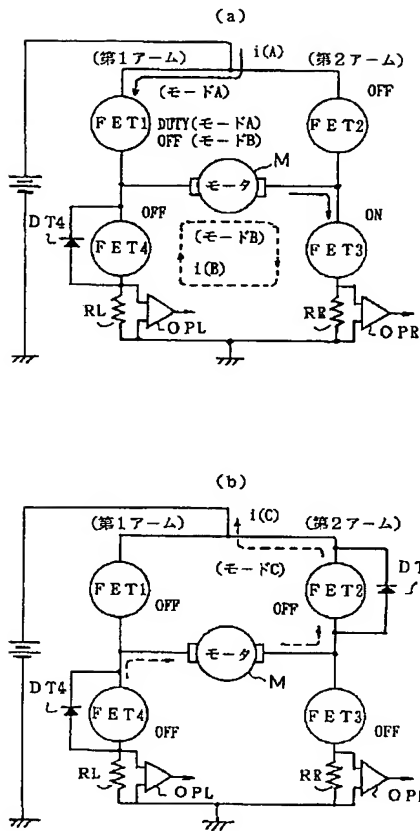 (a)
(第1アーム)
i(A)
(第2アーム)
(モードA)
OFF
FET1
DUTY(モードA)
OFF (モードB)
FET2
M
モータ
DT4
OFF
ON
(モードB)
FET4
i(B)
FET3
RL
OPL
RR
OPR
(b)
(第1アーム)
i(C)
(第2アーム)
(モードC)
DT
FET1
OFF
OFF
FET2
モータ
M
DT4
FET4
OFF
FET3
OFF
RL
OPL
RR
OP